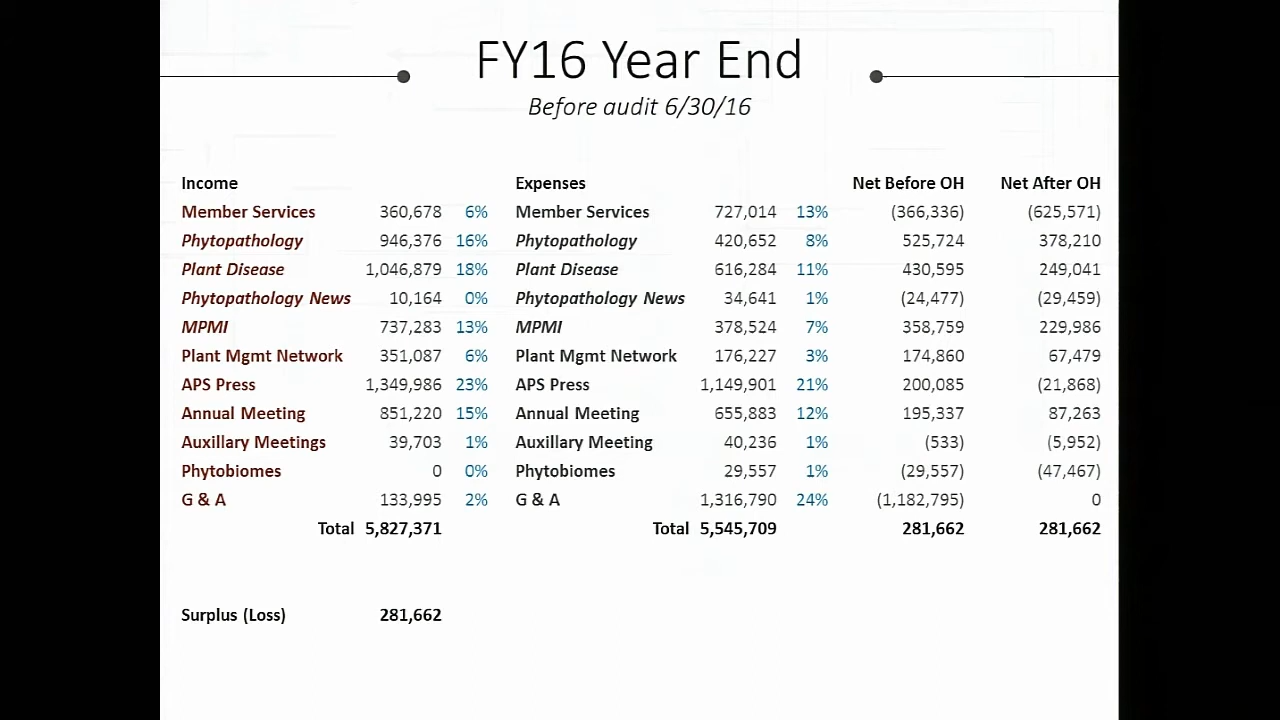 FY16 Year End
Before audit 6/30/16
Income Expenses Net Before OH Net After OH
Member Services 360,678 6% Member Services 727,014 13% (366,336) (625,571)
Phytopathology 946,376 16% Phytopathology 420,652 8% 525,724 378,210
Plant Disease 1,046,879 18% Plant Disease 616,284 11% 430,595 249,041
Phytopathology News 10,164 0% Phytopathology News 34,641 1% (24,477) (29,459)
MPMI 737,283 13% MPMI 378,524 7% 358,759 229,986
Plant Mgmt Network 351,087 6% Plant Mgmt Network 176,227 3% 174,860 67,479
APS Press 1,349,986 23% APS Press 1,149,901 21% 200,085 (21,868)
Annual Meeting 851,220 15% Annual Meeting 655,883 12% 195,337 87,263
Auxillary Meetings 39,703 1% Auxillary Meeting 40,236 1% (533) (5,952)
Phytobiomes 0 0% Phytobiomes 29,557 1% (29,557) (47,467)
G & A 133,995 2% G & A 1,316,790 24% (1,182,795) 0
Total 5,827,371 Total 5,545,709 281,662 281,662
Surplus (Loss) 281,662